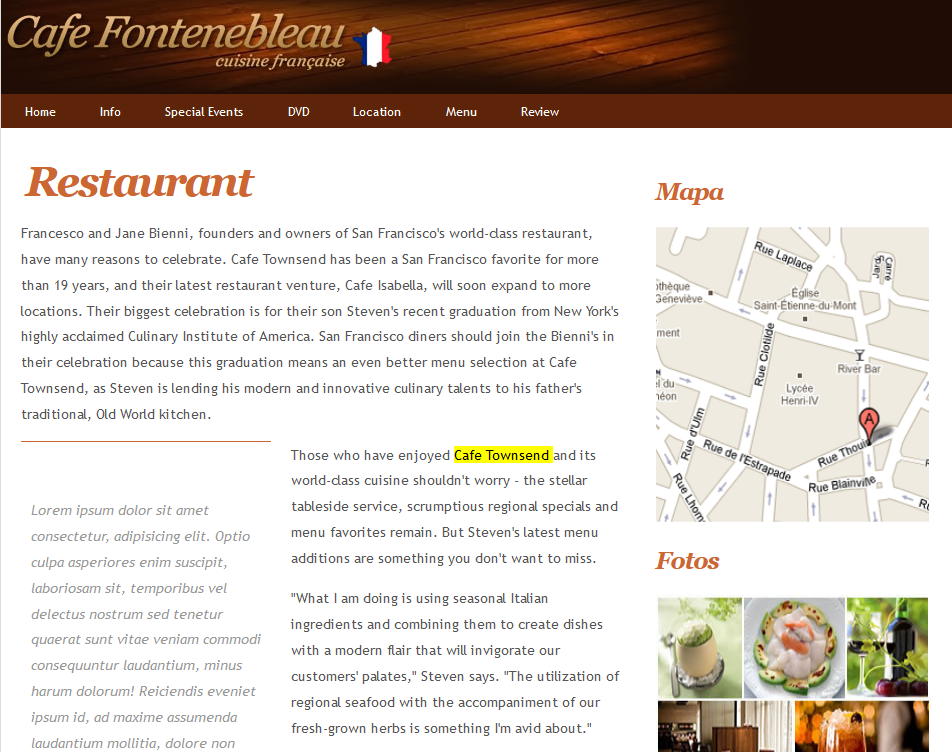 Cafe Fontenebleau
cuisine française
Home Info Special Events DVD Location Menu Review
Restaurant
Francesco and Jane Bienni, founders and owners of San Francisco's world-class restaurant,
have many reasons to celebrate. Cafe Townsend has been a San Francisco favorite for more
than 19 years, and their latest restaurant venture, Cafe Isabella, will soon expand to more
locations. Their biggest celebration is for their son Steven's recent graduation from New York's
highly acclaimed Culinary Institute of America. San Francisco diners should join the Bienni's in
their celebration because this graduation means an even better menu selection at Cafe
Townsend, as Steven is lending his modern and innovative culinary talents to his father's
traditional, Old World kitchen.
Lorem ipsum dolor sit amet
consectetur, adipisicing elit. Optio
culpa asperiores enim suscipit,
laboriosam sit, temporibus vel
delectus nostrum sed tenetur
quaerat sunt vitae veniam commodi
consequuntur laudantium, minus
harum dolorum! Reiciendis eveniet
ipsum id, ad maxime assumenda
laudantium mollitia, dolore non
Those who have enjoyed Cafe Townsend and its
world-class cuisine shouldn't worry - the stellar
tableside service, scrumptious regional specials and
menu favorites remain. But Steven's latest menu
additions are something you don't want to miss.
"What I am doing is using seasonal Italian
ingredients and combining them to create dishes
with a modern flair that will invigorate our
customers' palates," Steven says. "The utilization of
regional seafood with the accompaniment of our
fresh-grown herbs is something I'm avid about."
Mapa
Rue Laplace
Carré
othèque
Geneviève
Église
Saint-Étienne-du-Mont
ment
Rue Clotilde
River Bar
el du
Lycée
Henri-IV
A
Rue d'Ulm
Rue Thouin
Rue de l'Estrapade
Rue Blainville
Rue Lhom
Fotos